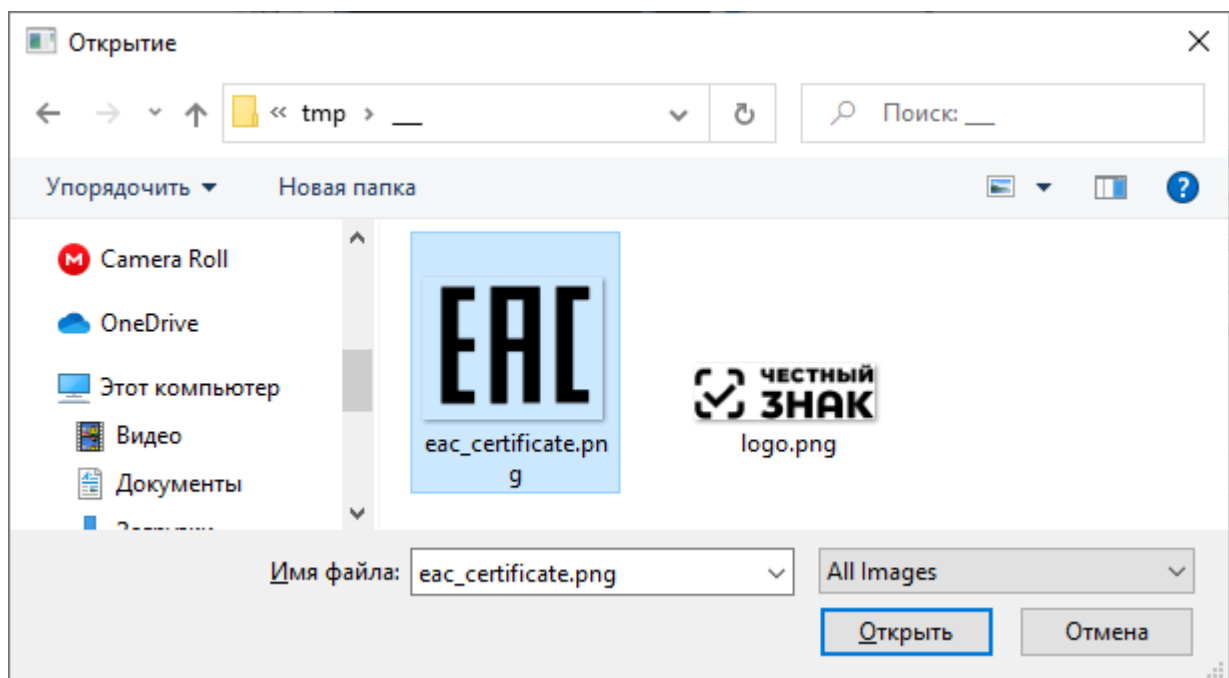 Открытие
« tmp › __
Поиск: __
Упорядочить
Новая папка
Camera Roll
OneDrive
Этот компьютер
Видео
Документы
EAC
eac_certificate.pn
g
ЧЕСТНЫЙ
ЗНАК
logo.png
Имя файла:
eac_certificate.png
All Images
Открыть
Отмена